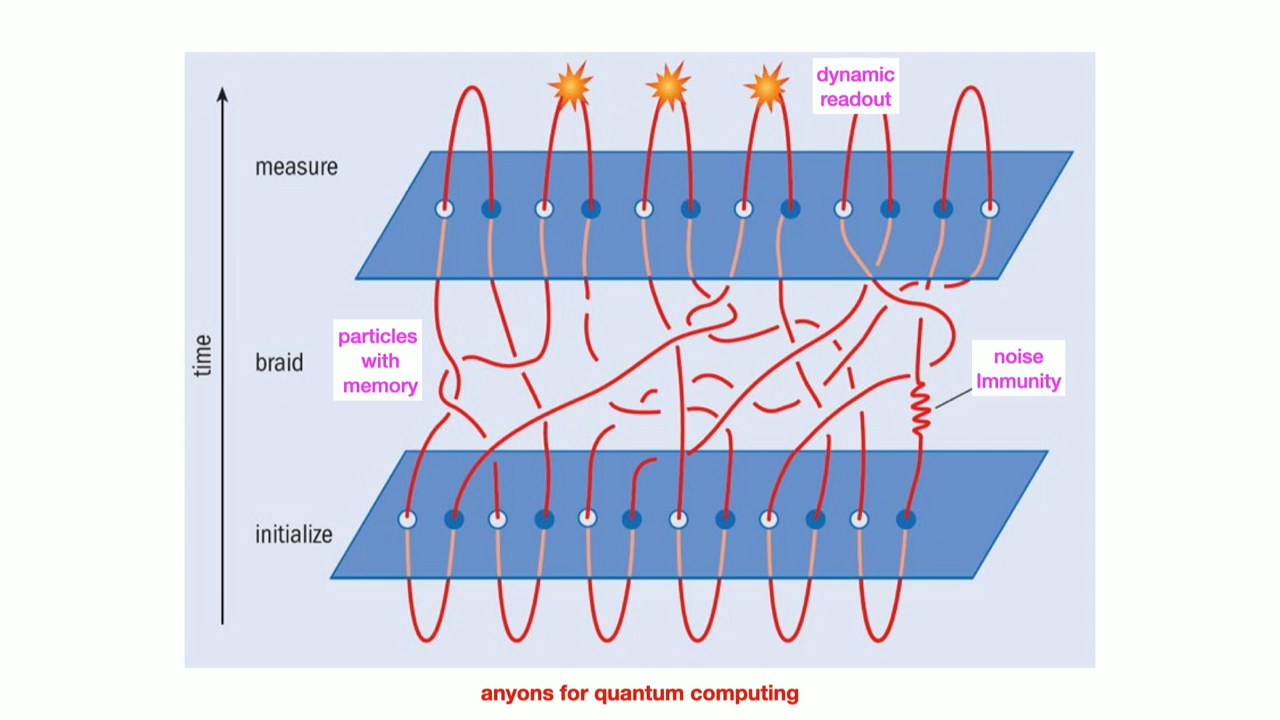 dynamic
readout
measure
particles
with
memory
time
braid
noise
Immunity
initialize
anyons for quantum computing